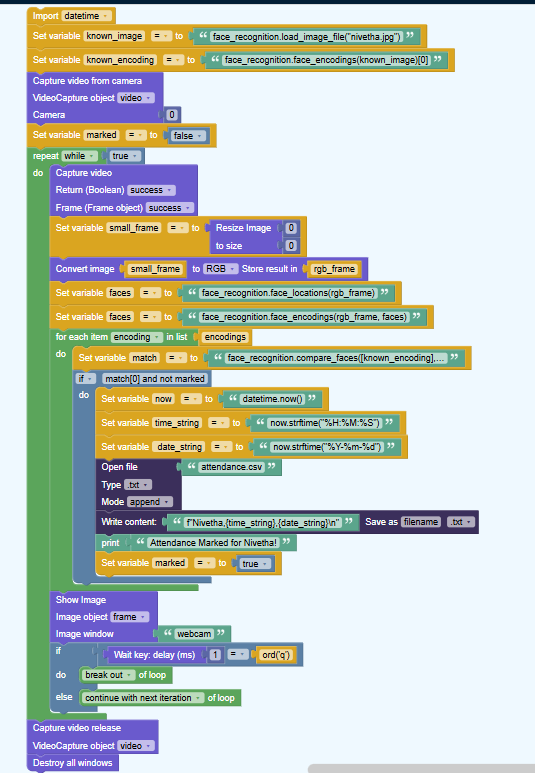 Import datetime
Set variable known_image = to “ face_recognition.load_image_file("nivetha.jpg") ”
Set variable known_encoding = to “ face_recognition.face_encodings(known_image)[0] ”
Capture video from camera
VideoCapture object video
Camera 0
Set variable marked = to false
repeat while true
do Capture video
Return (Boolean) success
Frame (Frame object) success
Set variable small_frame = to Resize Image 0
to size 0
Convert image small_frame to RGB Store result in rgb_frame
Set variable faces = to “ face_recognition.face_locations(rgb_frame) ”
Set variable faces = to “ face_recognition.face_encodings(rgb_frame, faces) ”
for each item encoding in list encodings
do Set variable match = to “ face_recognition.compare_faces([known_encoding],... ”
if match[0] and not marked
do Set variable now = to “ datetime.now() ”
Set variable time_string = to “ now.strftime("%H:%M:%S") ”
Set variable date_string = to “ now.strftime("%Y-%m-%d") ”
Open file “ attendance.csv ”
Type .txt
Mode append
Write content: “ f"Nivetha,{time_string},{date_string}\n" ” Save as filename .txt
print “ Attendance Marked for Nivetha! ”
Set variable marked = to true
Show Image
Image object frame
Image window “ webcam ”
if Wait key: delay (ms) 1 = ord('q')
do break out of loop
else continue with next iteration of loop
Capture video release
VideoCapture object video
Destroy all windows